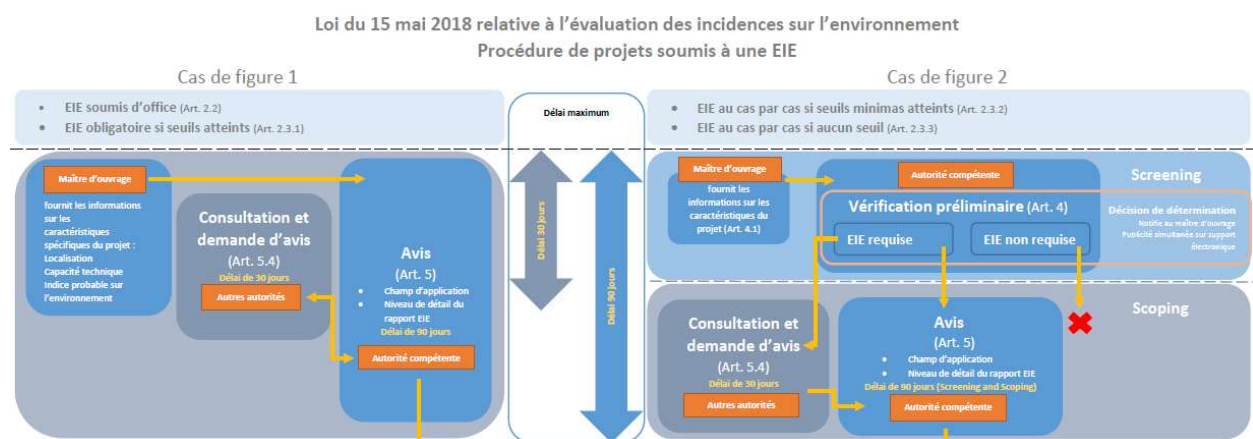 Loi du 15 mai 2018 relative à l'évaluation des incidences sur l'environnement
Procédure de projets soumis à une EIE
Cas de figure 1
• EIE soumis d'office (Art. 2.2)
• EIE obligatoire si seuils atteints (Art. 2.3.1)
Maître d'ouvrage
fournit les informations
sur les
caractéristiques
spécifiques du projet :
Localisation
Capacité technique
Indice probable sur
l'environnement
Consultation et
demande d'avis
(Art. 5.4)
Délai de 30 jours
Autres autorités
Avis
(Art. 5)
• Champ d'application
• Niveau de détail du
rapport EIE
Délai de 90 jours
Autorité compétente
Délai maximum
Délai 30 jours
Délai 90 jours
Cas de figure 2
• EIE au cas par cas si seuils minimas atteints (Art. 2.3.2)
• EIE au cas par cas si aucun seuil (Art. 2.3.3)
Maître d'ouvrage
fournit les
informations sur les
caractéristiques du
projet (Art. 4.1)
Autorité compétente
Screening
Vérification préliminaire (Art. 4)
EIE requise
EIE non requise
Décision de détermination
Notifie au maître d'ouvrage
Publicité simultanée sur support
électronique
Scoping
Consultation et
demande d'avis
(Art. 5.4)
Délai de 30 jours
Autres autorités
Avis
(Art. 5)
• Champ d'application
• Niveau de détail du rapport EIE
Délai de 90 jours (Screening and Scoping)
Autorité compétente